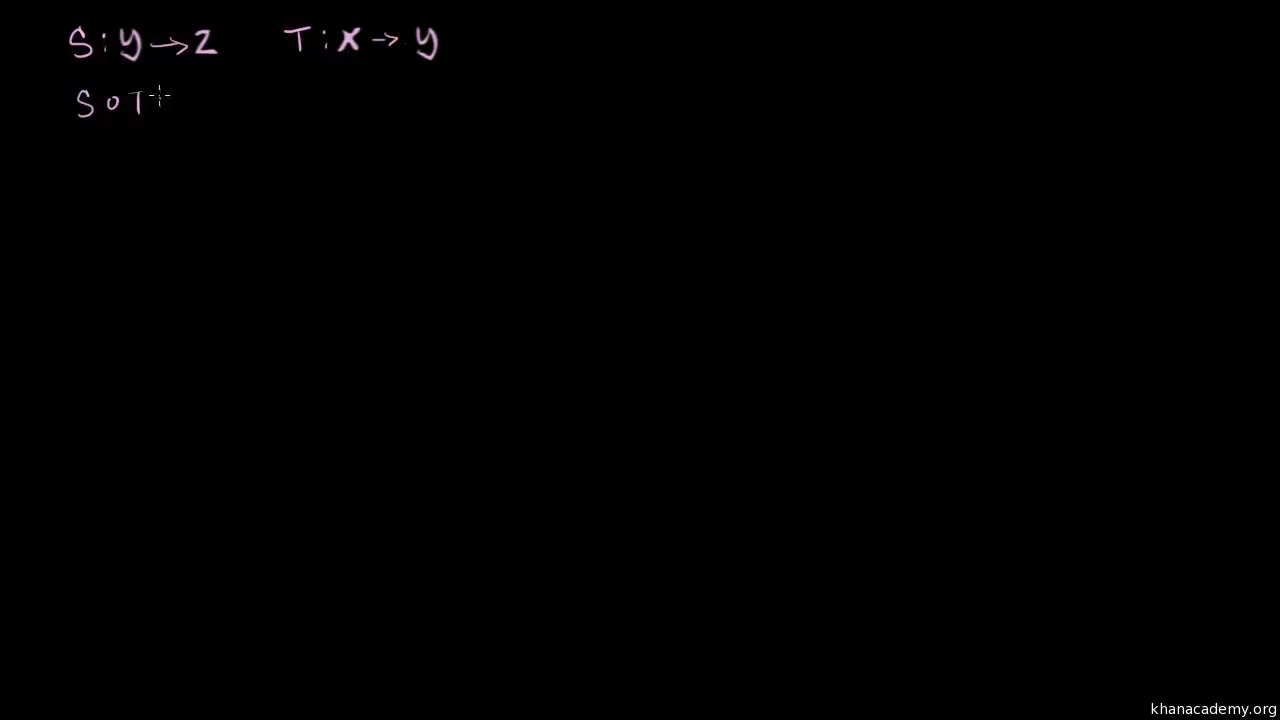 S : Y → Z T : X → Y
S ∘ T
khanacademy.org